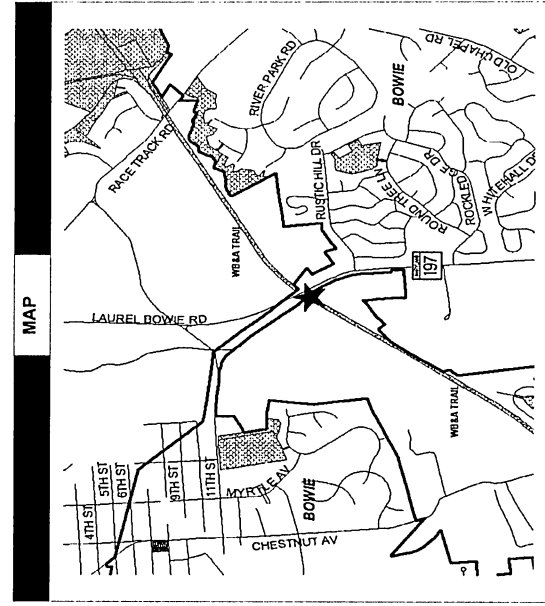 MAP
RACE TRACK RD
RIVER PARK RD
OLD CHAPEL RD
BOWIE
WB&A TRAIL
RUSTIC HILL DR
ROUND TREE LN
ROCKLEDGE DR
WHITEHALL DR
LAUREL BOWIE RD
197
4TH ST
5TH ST
6TH ST
9TH ST
11TH ST
MYRTLE AV
BOWIE
WB&A TRAIL
CHESTNUT AV